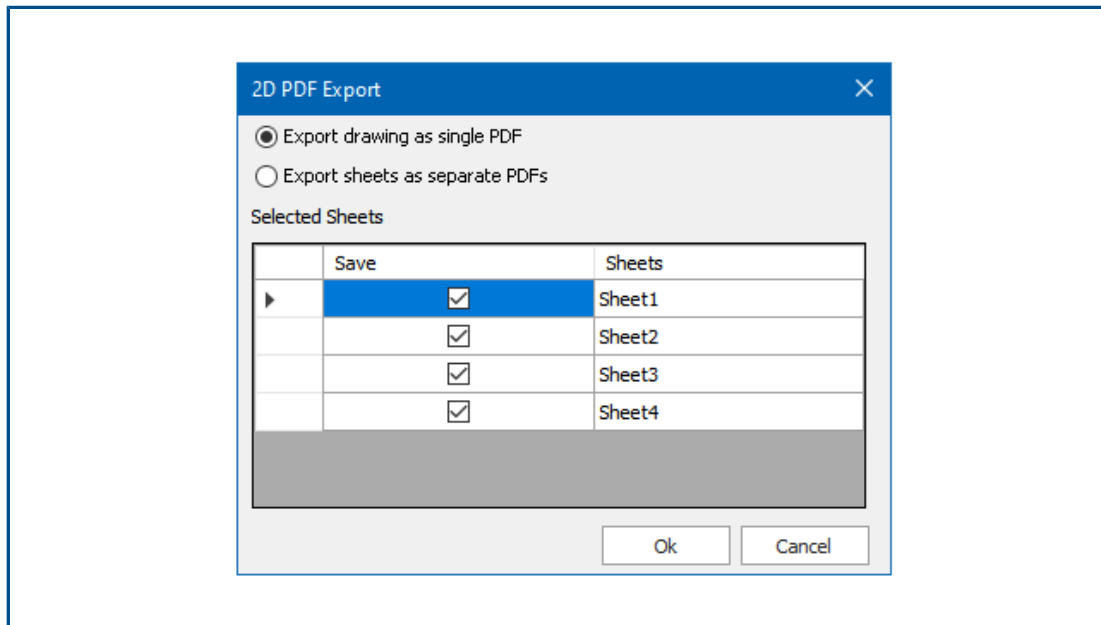 2D PDF Export
Export drawing as single PDF
Export sheets as separate PDFs
Selected Sheets
Save Sheets
Sheet1
Sheet2
Sheet3
Sheet4
Ok Cancel